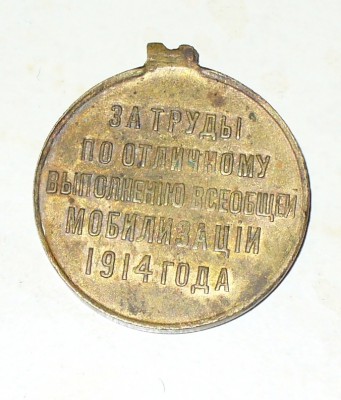 ЗА ТРУДЫ
ПО ОТЛИЧНОМУ
ВЫПОЛНЕНІЮ ВСЕОБЩЕЙ
МОБИЛИЗАЦІИ
1914 ГОДА